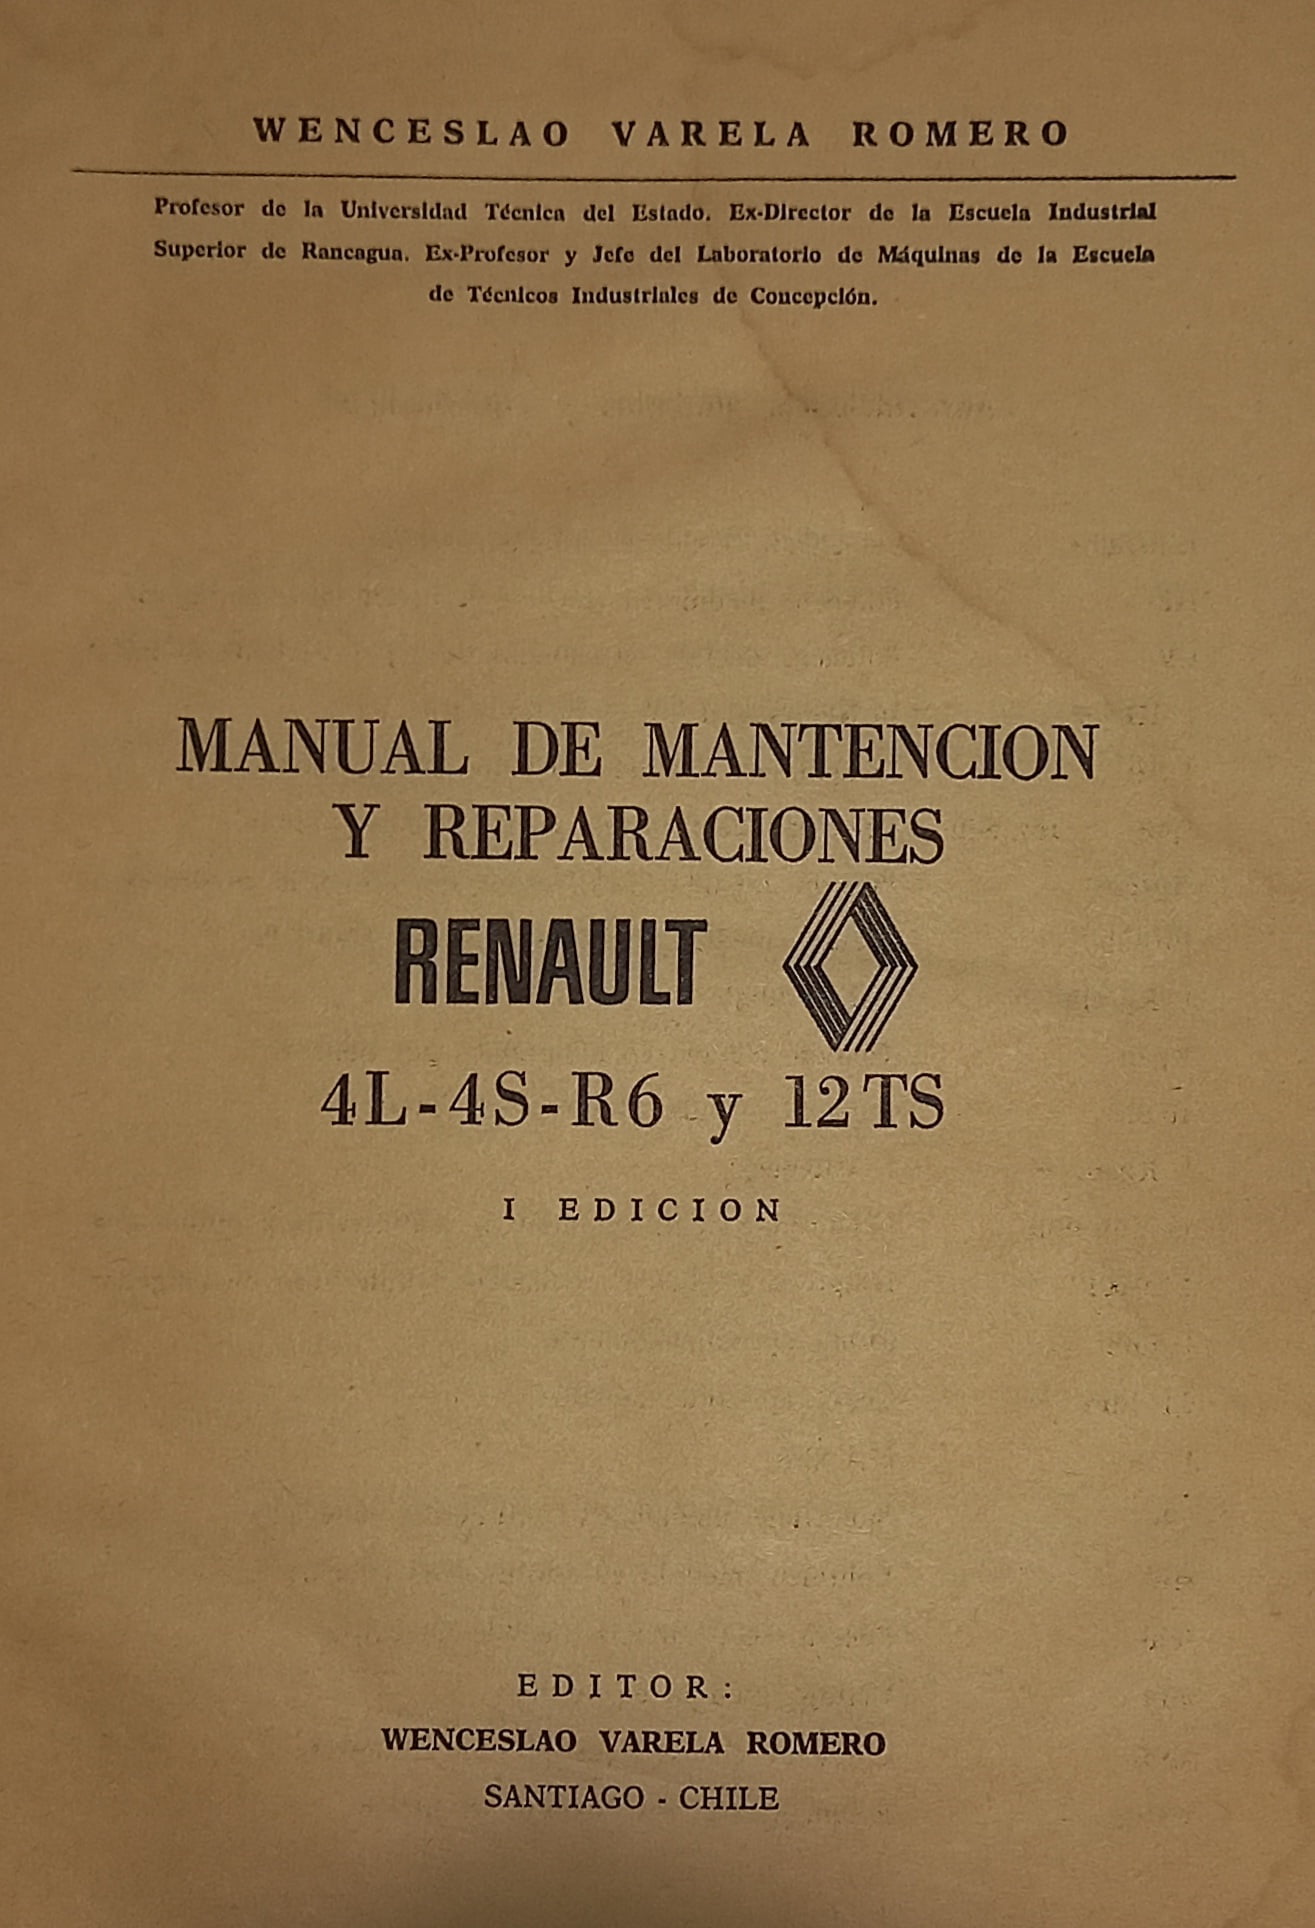 WENCESLAO VARELA ROMERO
Profesor de la Universidad Técnica del Estado. Ex-Director de la Escuela Industrial
Superior de Rancagua. Ex-Profesor y Jefe del Laboratorio de Máquinas de la Escuela
de Técnicos Industriales de Concepción.
MANUAL DE MANTENCION
Y REPARACIONES
RENAULT
4L-4S-R6 y 12TS
I EDICION
EDITOR:
WENCESLAO VARELA ROMERO
SANTIAGO - CHILE